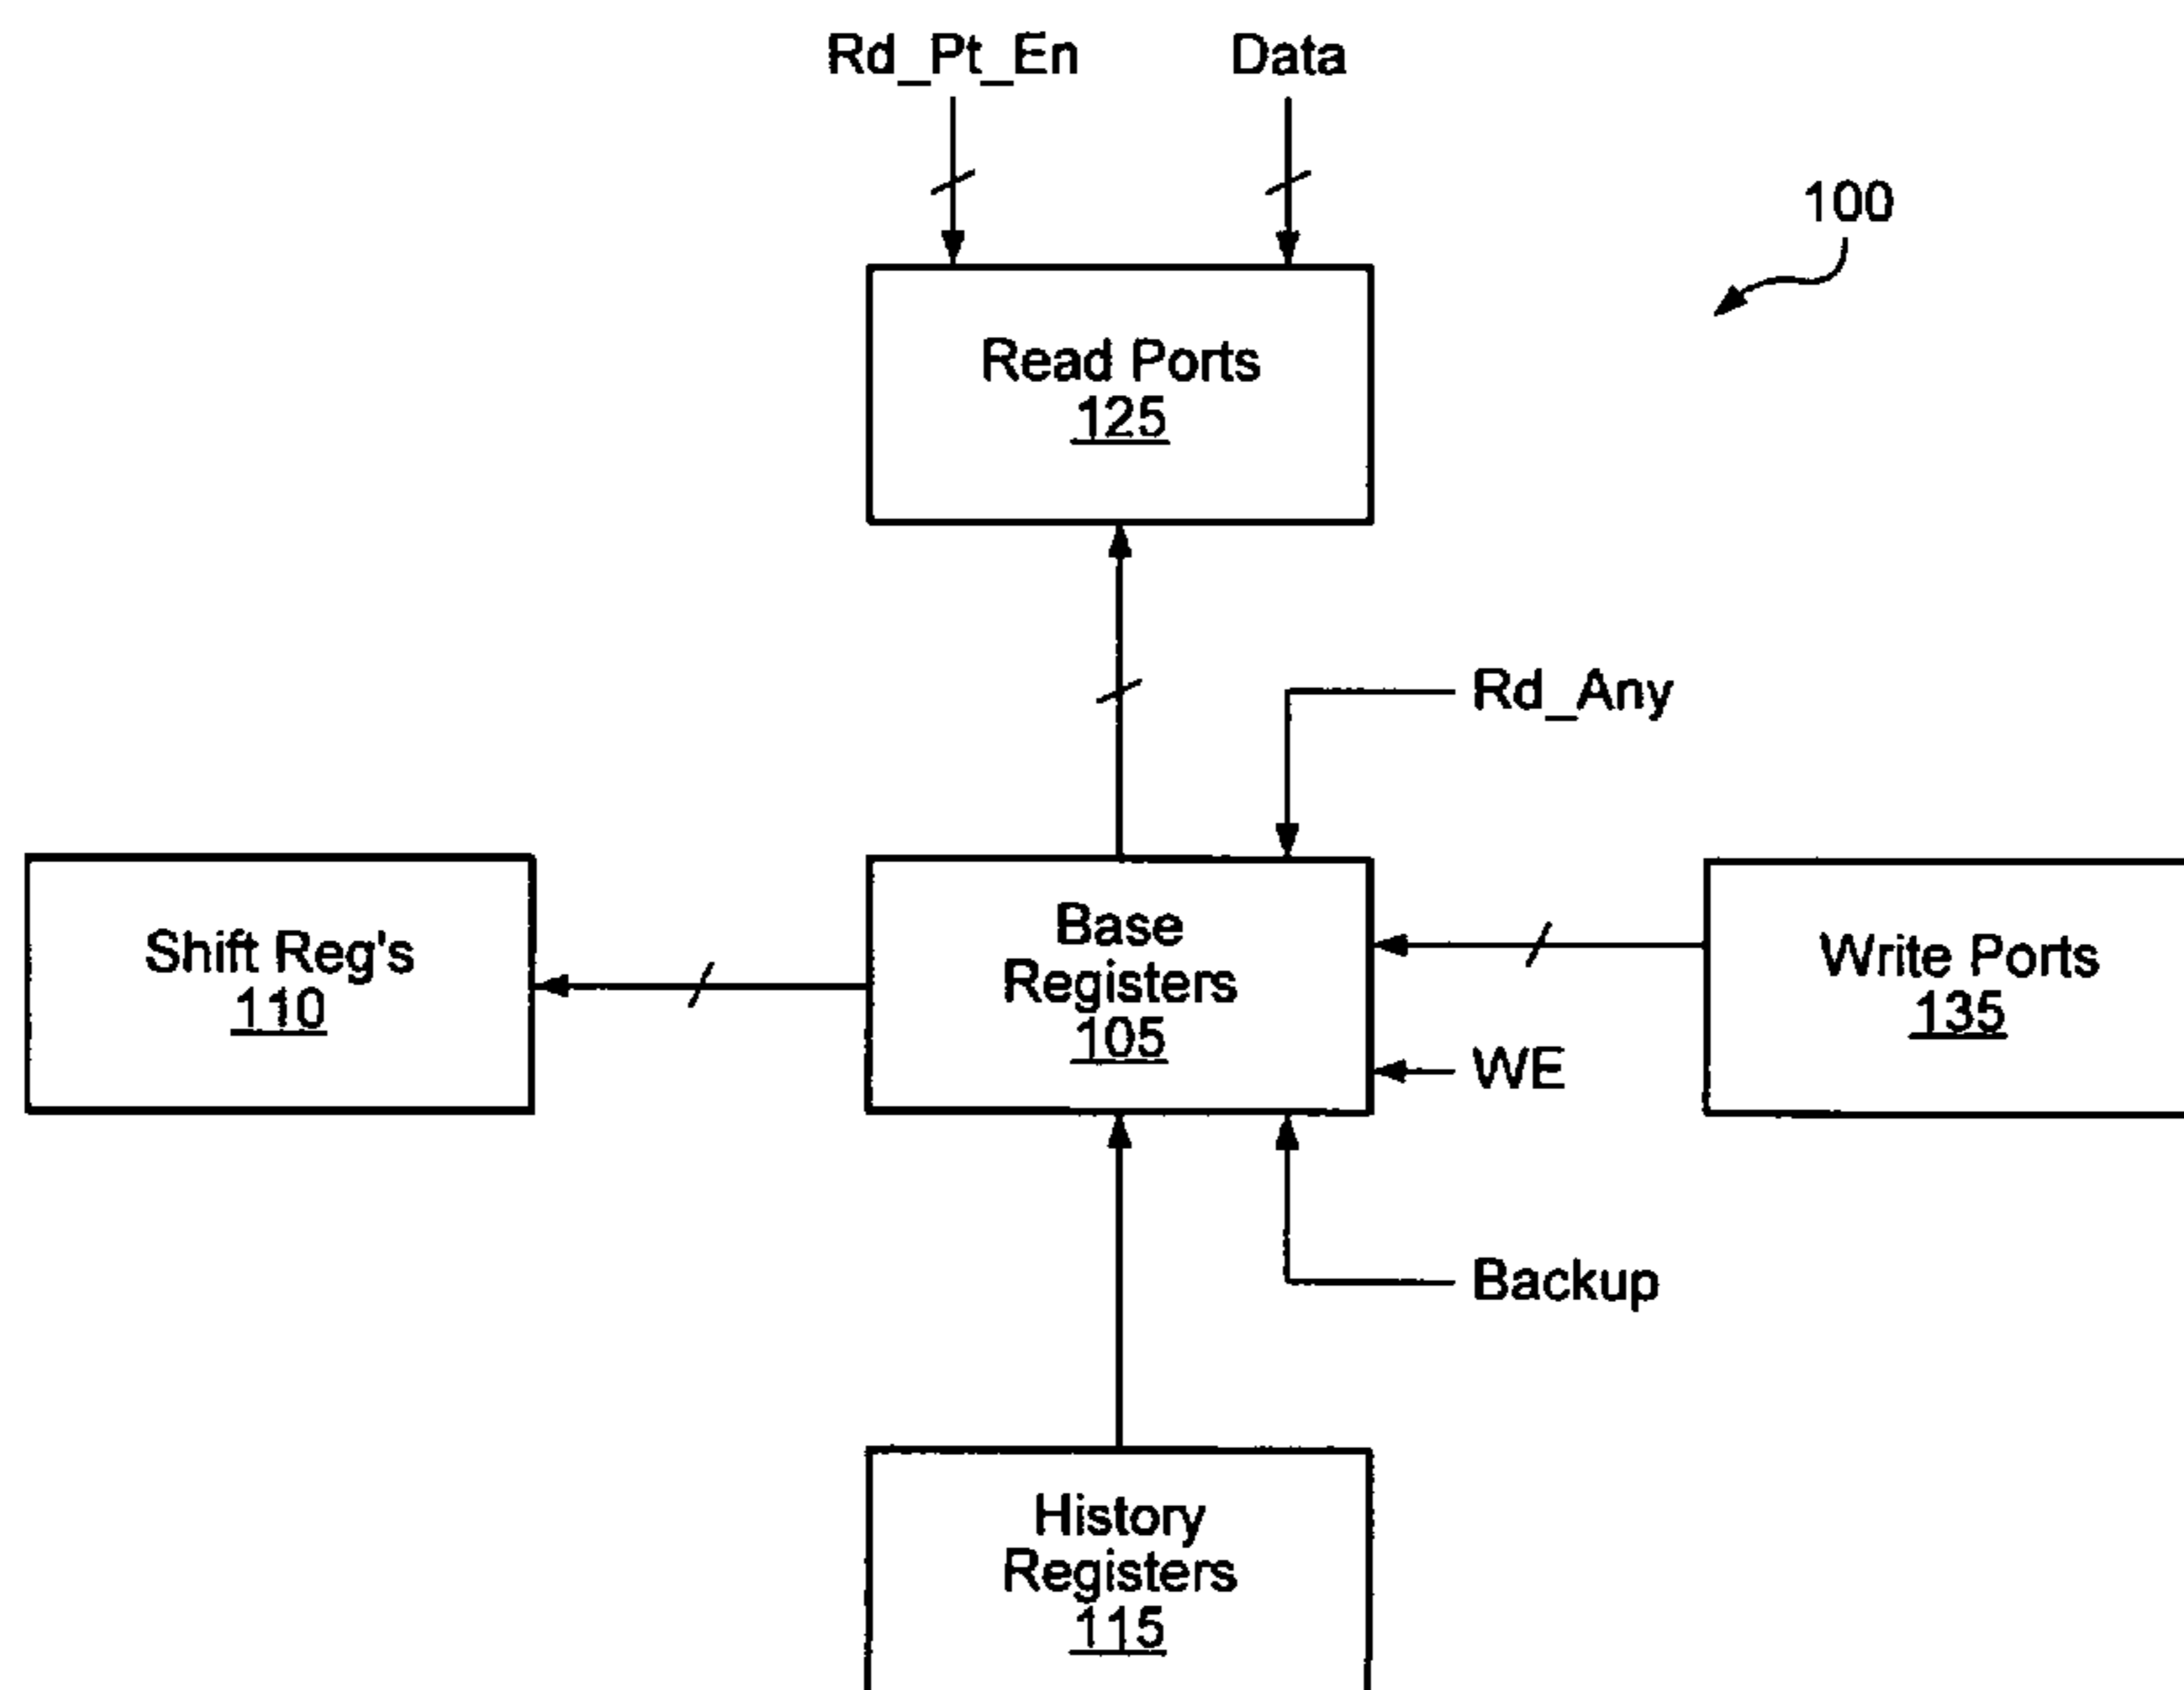 Rd_Pt_En
Data
100
Read Ports
125
Rd_Any
Shift Reg's
110
Base
Registers
105
Write Ports
135
WE
Backup
History
Registers
115